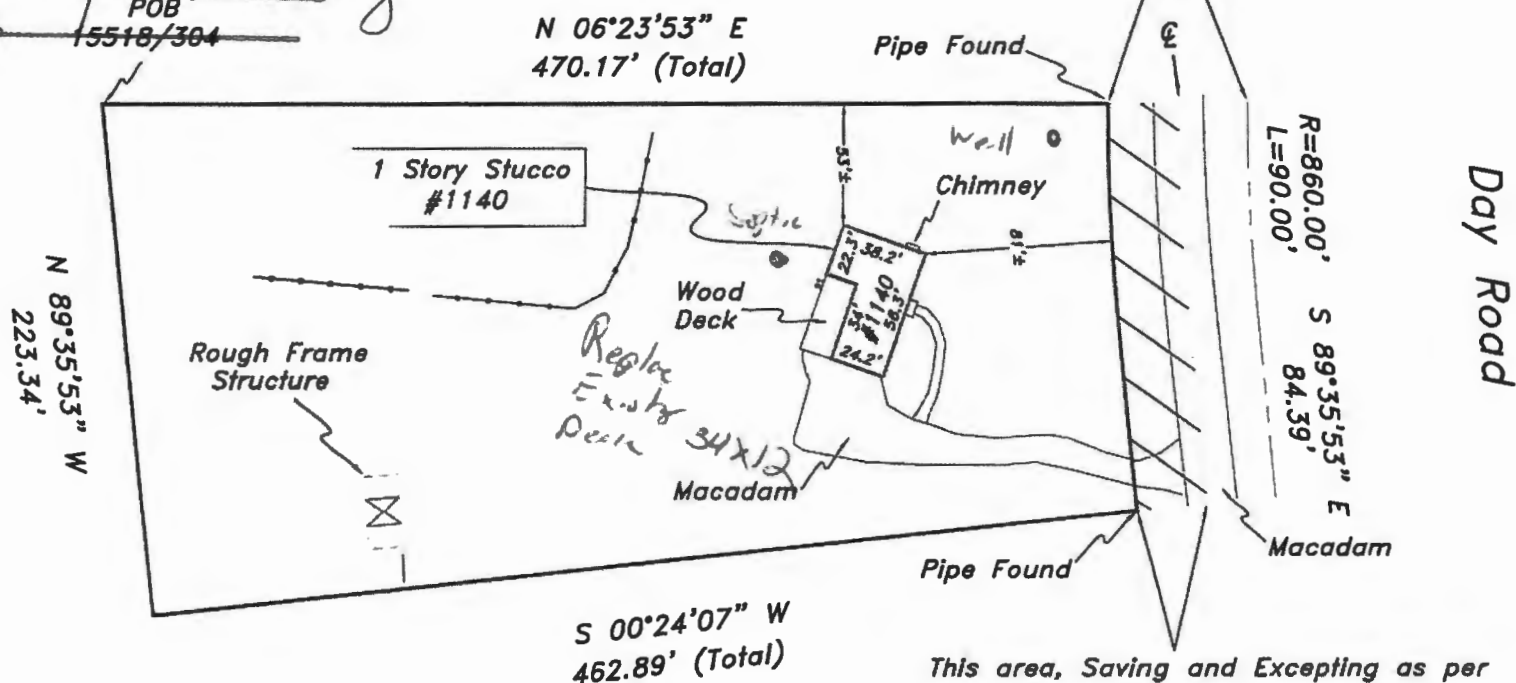 POB
15518/304
N 06°23'53" E
470.17' (Total)
Pipe Found
℄
R=860.00'
L=90.00'
S 89°35'53" E
84.39'
Day Road
Well
Chimney
53'±
81'±
1 Story Stucco
#1140
Septic
22.3'
38.2'
#1140
34'
56.3'
24.2'
Wood
Deck
N 89°35'53" W
223.34'
Rough Frame
Structure
Replace
Existing
Deck 34x12
Macadam
Macadam
Pipe Found
S 00°24'07" W
462.89' (Total)
This area, Saving and Excepting as per